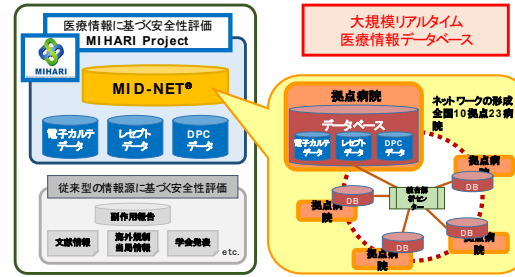 医療情報に基づく安全性評価
MIHARI Project
MIHARI
MID-NET®
電子カルテ
データ
レセプト
データ
DPC
データ
従来型の情報源に基づく安全性評価
副作用報告
文献情報
海外規制
当局情報
学会発表
etc.
大規模リアルタイム
医療情報データベース
拠点病院
データベース
電子カルテ
データ
レセプト
データ
DPC
データ
ネットワークの形成
全国10拠点23病
院
拠点病
院
DB
拠点病
院
DB
統合解
析セン
ター
拠点病
院
DB
拠点病
院
DB
拠点病
院
DB